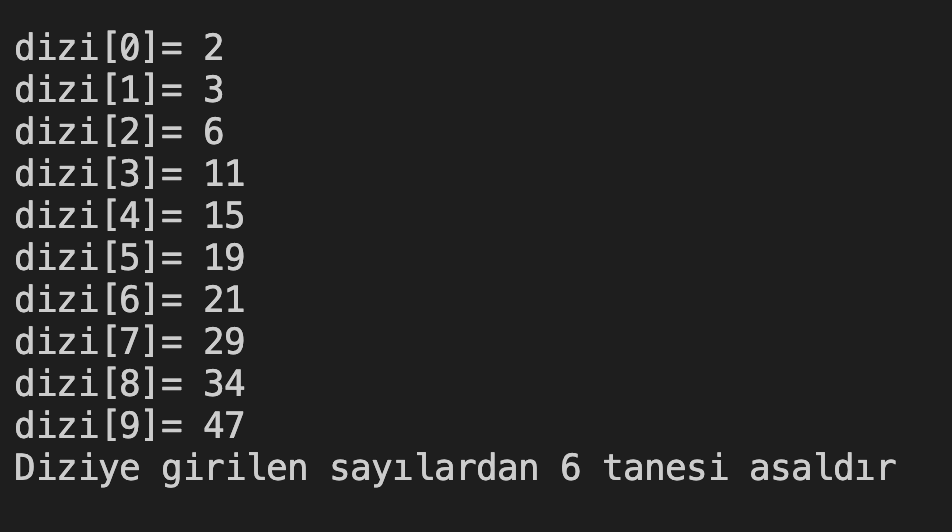 dizi[0]= 2
dizi[1]= 3
dizi[2]= 6
dizi[3]= 11
dizi[4]= 15
dizi[5]= 19
dizi[6]= 21
dizi[7]= 29
dizi[8]= 34
dizi[9]= 47
Diziye girilen sayılardan 6 tanesi asaldır